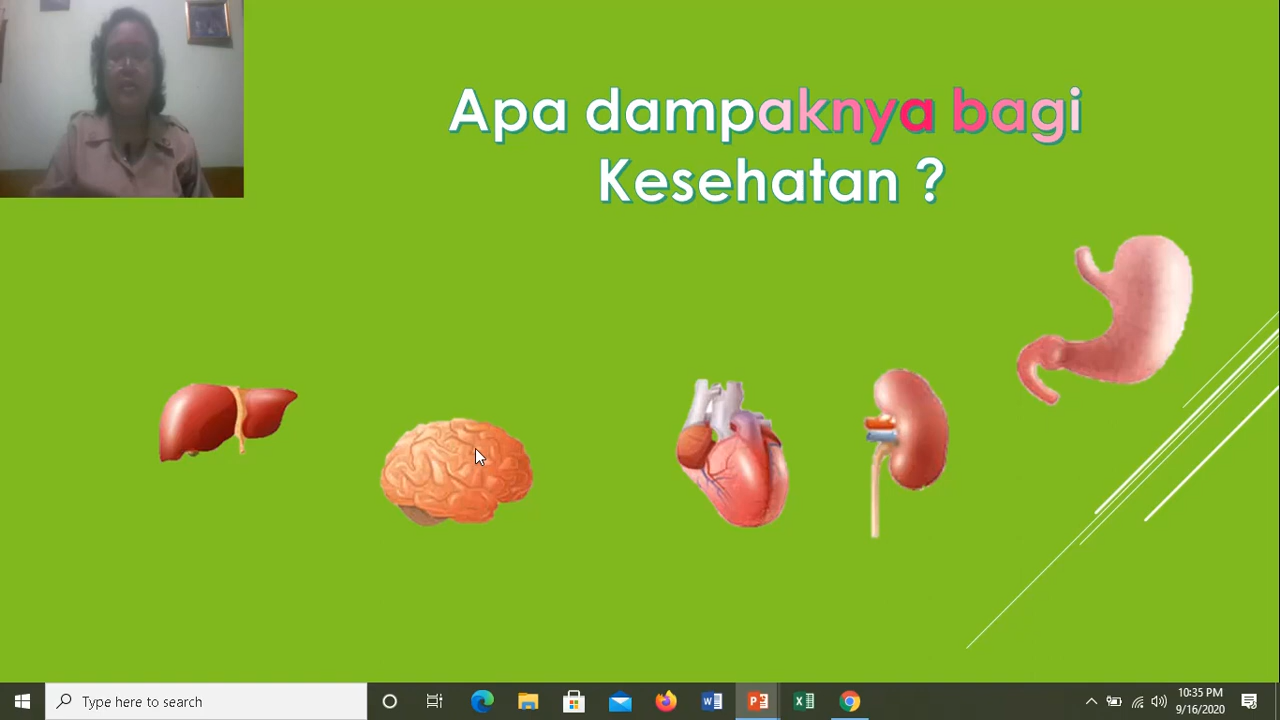 Apa dampaknya bagi
Kesehatan ?
Type here to search
10:35 PM
9/16/2020